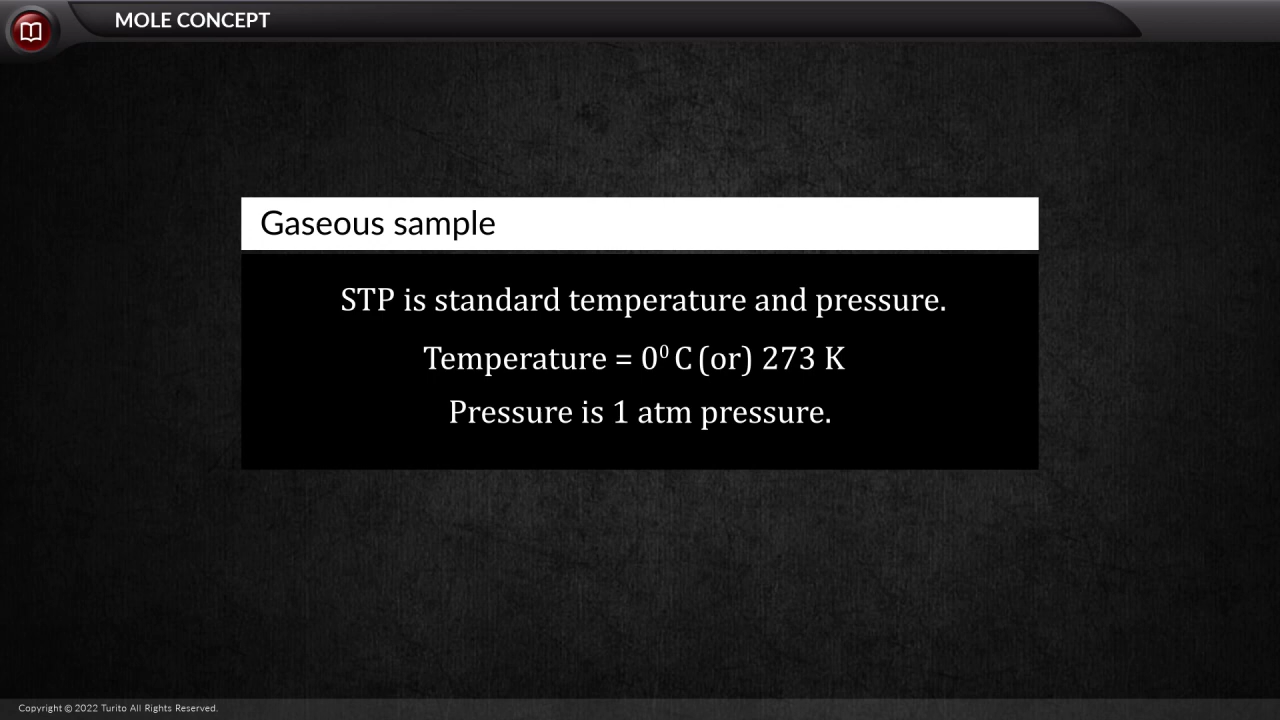 MOLE CONCEPT
Gaseous sample
STP is standard temperature and pressure.
Temperature = 0⁰ C (or) 273 K
Pressure is 1 atm pressure.
Copyright © 2022 Turito All Rights Reserved.